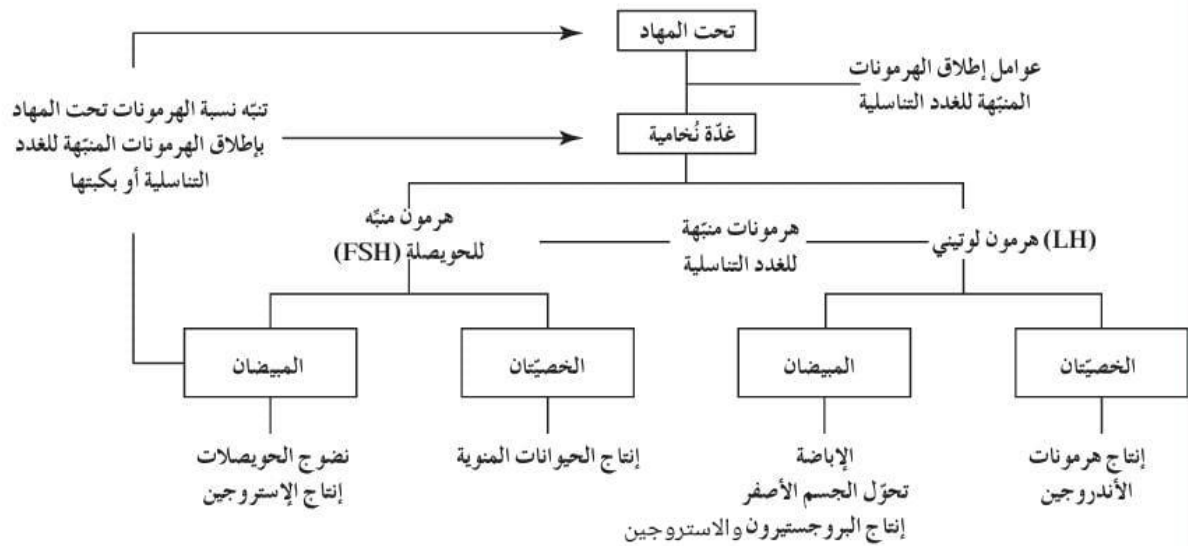 تحت المهاد
عوامل إطلاق الهرمونات
المنبّهة للغدد التناسلية
تنبّه نسبة الهرمونات تحت المهاد
بإطلاق الهرمونات المنبّهة للغدد
التناسلية أو بكبتها
غدّة نُخامية
(LH) هرمون لوتيني
هرمونات منبّهة
للغدد التناسلية
هرمون منبِّه
للحويصلة (FSH)
الخصيّتان
المبيضان
الخصيّتان
المبيضان
إنتاج هرمونات
الأندروجين
الإباضة
تحوّل الجسم الأصفر
إنتاج البروجستيرون والاستروجين
إنتاج الحيوانات المنوية
نضوج الحويصلات
إنتاج الإستروجين